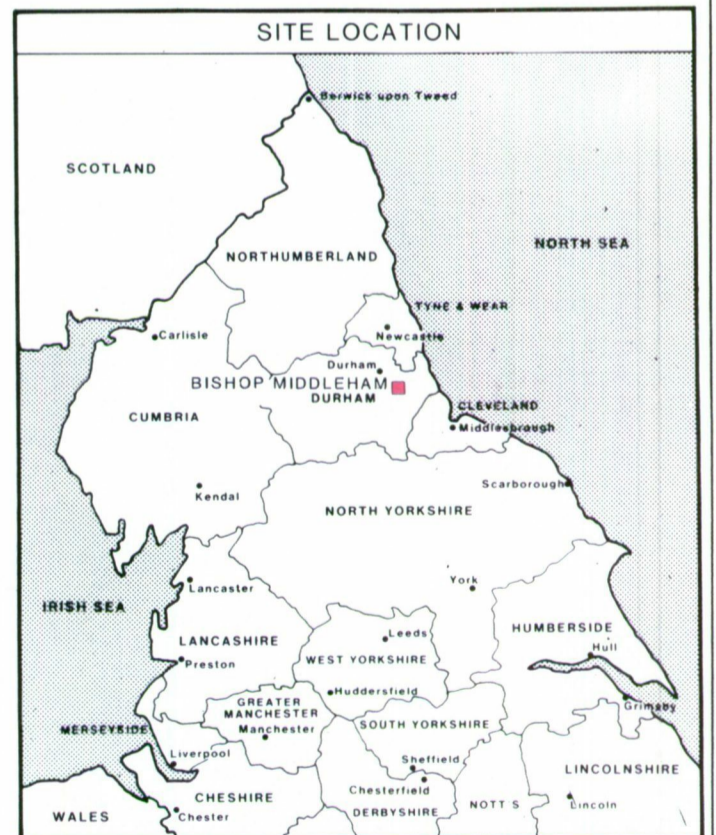 SITE LOCATION
Berwick upon Tweed
SCOTLAND
NORTH SEA
NORTHUMBERLAND
TYNE & WEAR
Carlisle
Newcastle
Durham
BISHOP MIDDLEHAM
DURHAM
CLEVELAND
CUMBRIA
Middlesbrough
Scarborough
Kendal
NORTH YORKSHIRE
York
Lancaster
IRISH SEA
HUMBERSIDE
LANCASHIRE
Leeds
Hull
WEST YORKSHIRE
Preston
Huddersfield
GREATER
MANCHESTER
Grimsby
SOUTH YORKSHIRE
MERSEYSIDE
Manchester
Liverpool
Sheffield
LINCOLNSHIRE
Chesterfield
CHESHIRE
NOTT S
Lincoln
DERBYSHIRE
WALES
Chester